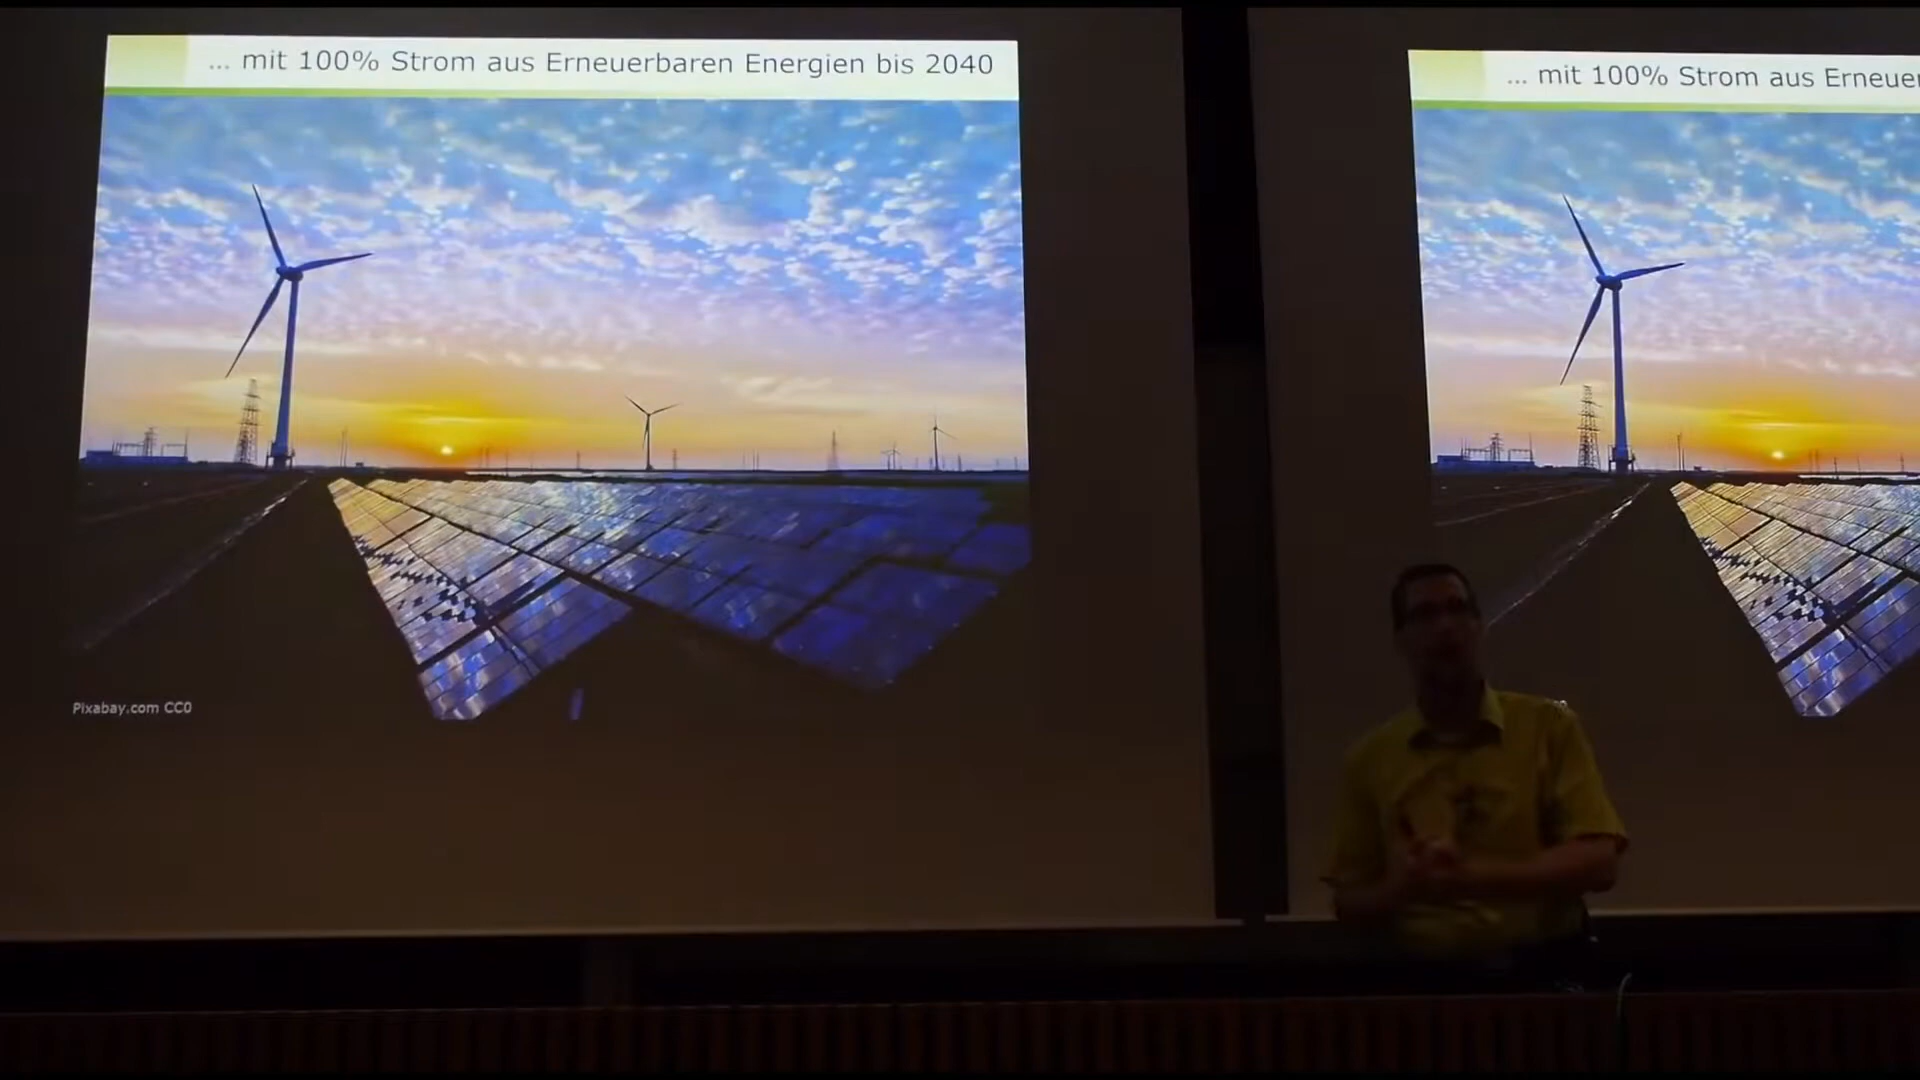 ... mit 100% Strom aus Erneuerbaren Energien bis 2040
Pixabay.com CC0
... mit 100% Strom aus Erneuer